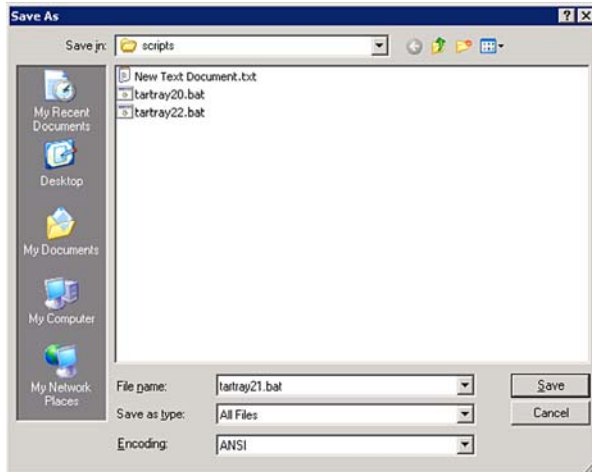 Save As
Save in: scripts
New Text Document.txt
tartray20.bat
tartray22.bat
My Recent
Documents
Desktop
My Documents
My Computer
My Network
Places
File name: tartray21.bat
Save
Save as type: All Files
Cancel
Encoding: ANSI